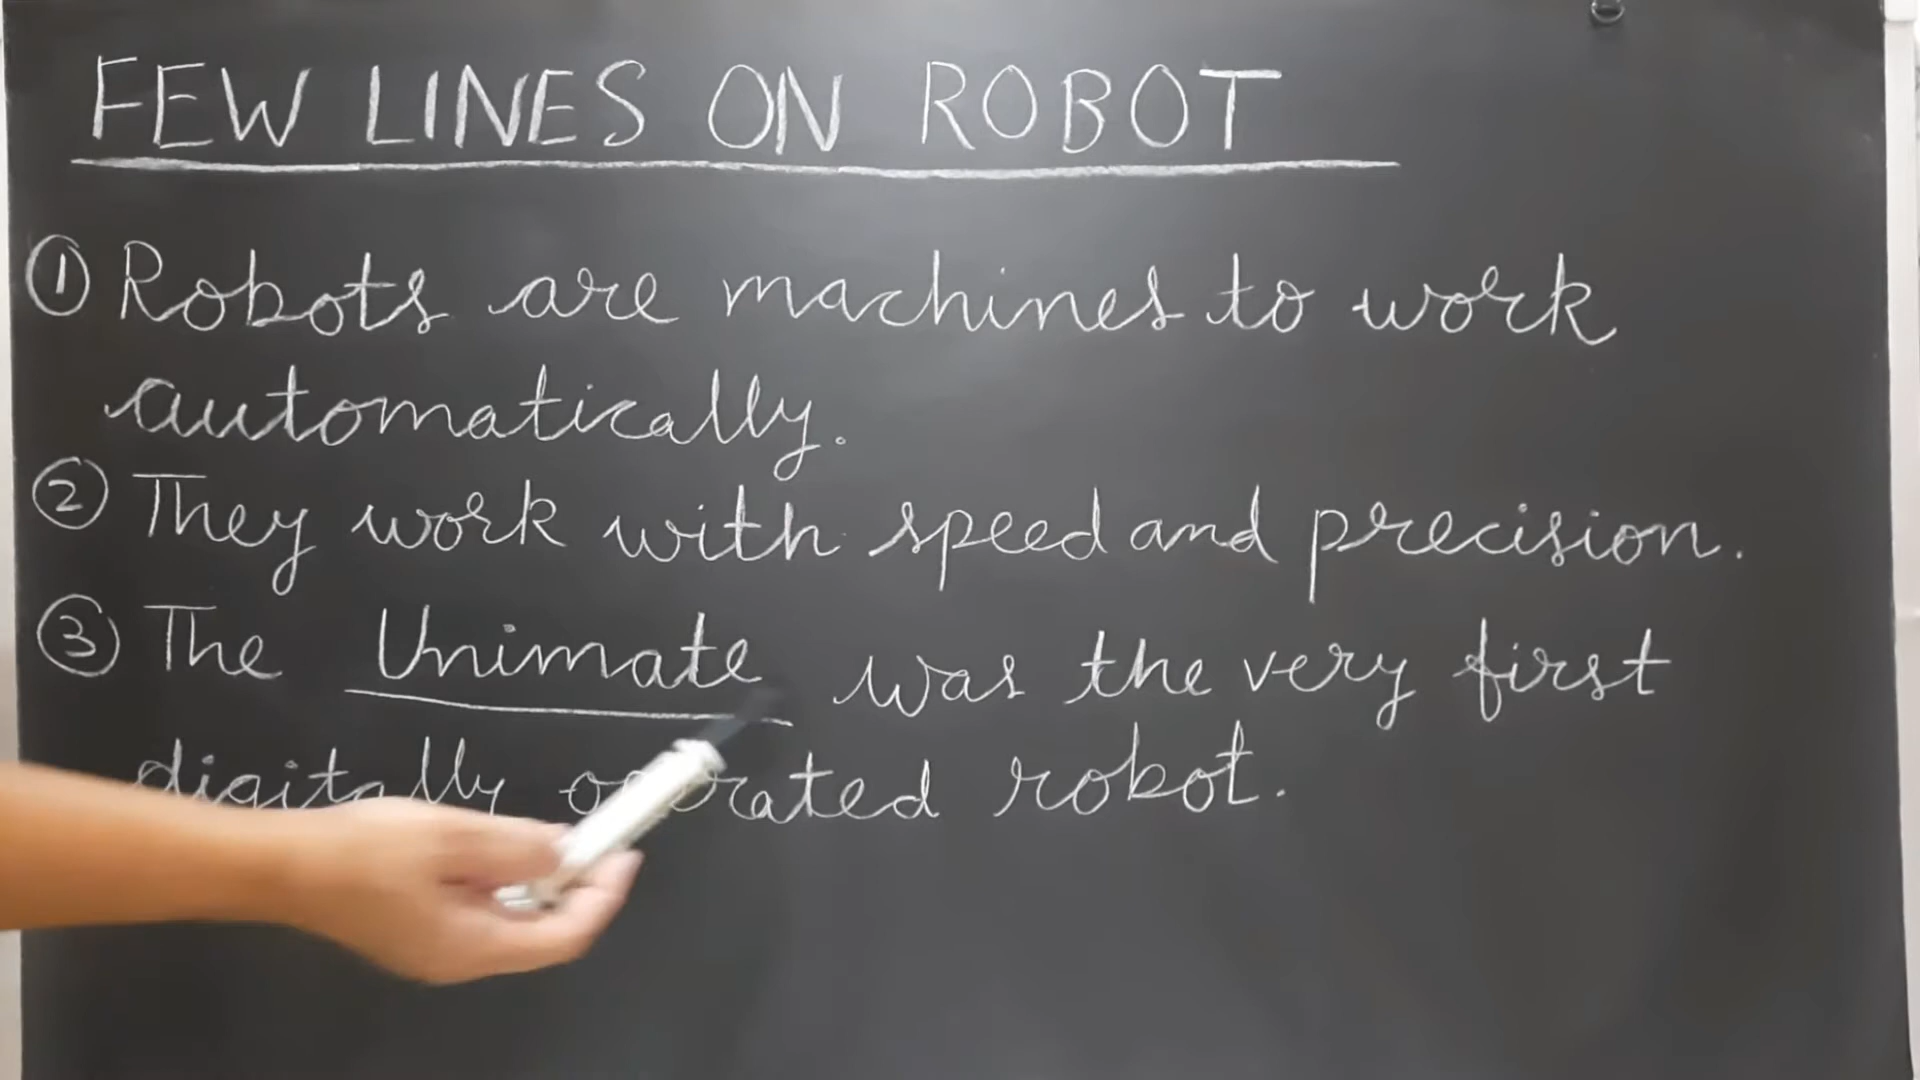 FEW LINES ON ROBOT
① Robots are machines to work
automatically.
② They work with speed and precision.
③ The Unimate was the very first
digitally operated robot.